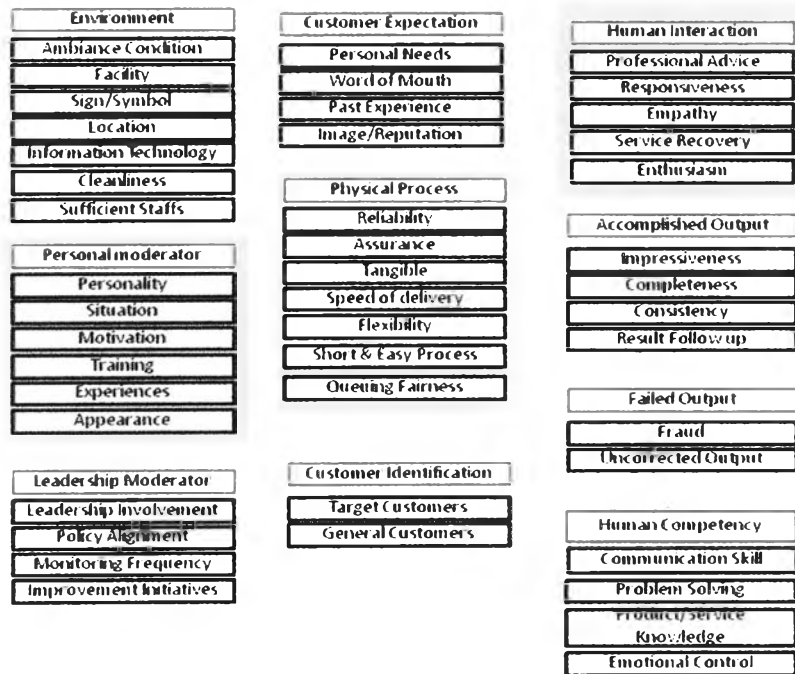 Environment
Ambiance Condition
Facility
Sign/Symbol
Location
Information Technology
Cleanliness
Sufficient Staffs
Personal moderator
Personality
Situation
Motivation
Training
Experiences
Appearance
Leadership Moderator
Leadership Involvement
Policy Alignment
Monitoring Frequency
Improvement Initiatives
Customer Expectation
Personal Needs
Word of Mouth
Past Experience
Image/Reputation
Physical Process
Reliability
Assurance
Tangible
Speed of delivery
Flexibility
Short & Easy Process
Queuing Fairness
Customer Identification
Target Customers
General Customers
Human Interaction
Professional Advice
Responsiveness
Empathy
Service Recovery
Enthusiasm
Accomplished Output
Impressiveness
Completeness
Consistency
Result Follow up
Failed Output
Fraud
Uncorrected Output
Human Competency
Communication Skill
Problem Solving
Product/Service
Knowledge
Emotional Control